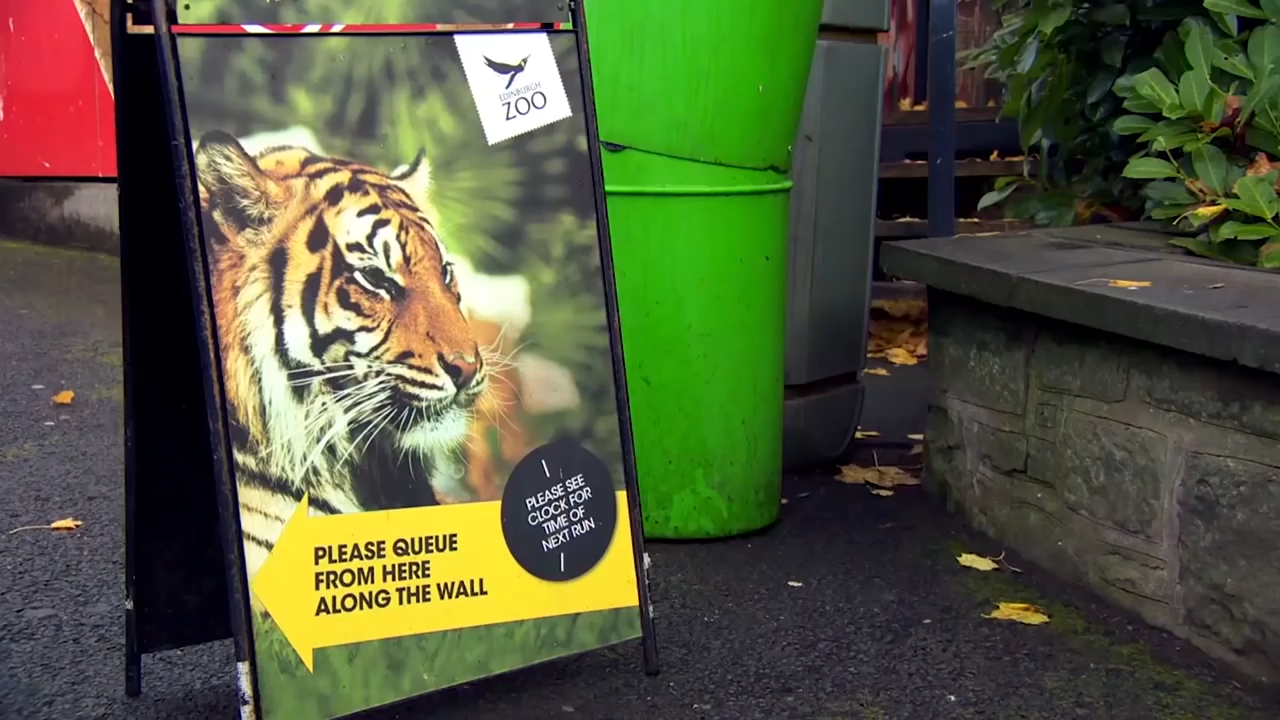 EDINBURGH
ZOO
PLEASE SEE
CLOCK FOR
TIME OF
NEXT RUN
PLEASE QUEUE
FROM HERE
ALONG THE WALL